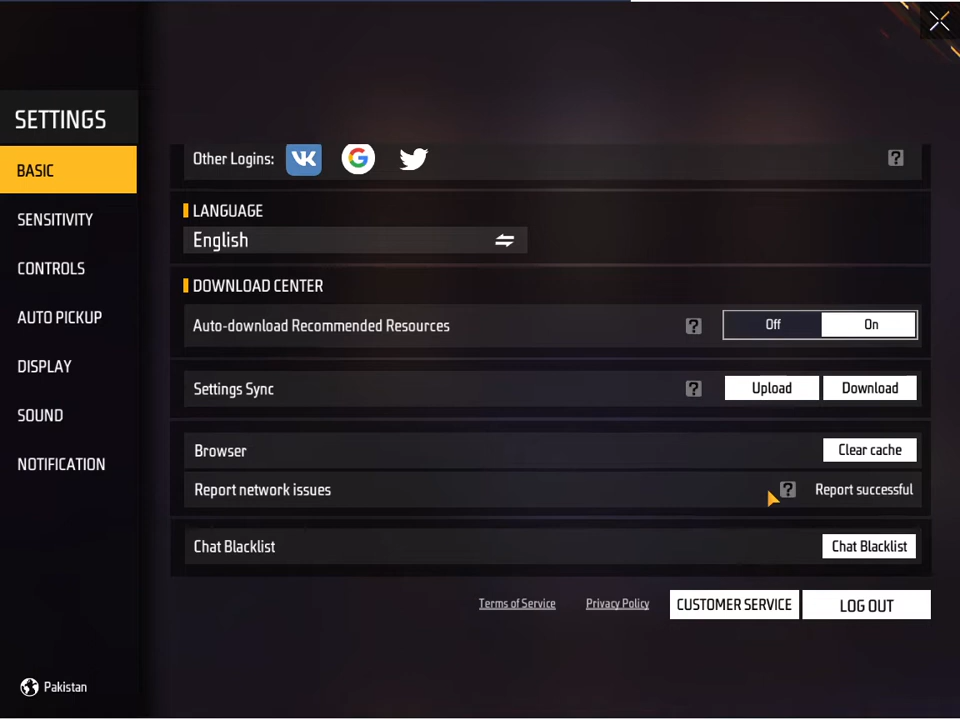 SETTINGS
BASIC
SENSITIVITY
CONTROLS
AUTO PICKUP
DISPLAY
SOUND
NOTIFICATION
Pakistan
Other Logins:
?
LANGUAGE
English
DOWNLOAD CENTER
Auto-download Recommended Resources ? Off On
Settings Sync ? Upload Download
Browser Clear cache
Report network issues ? Report successful
Chat Blacklist Chat Blacklist
Terms of Service Privacy Policy CUSTOMER SERVICE LOG OUT